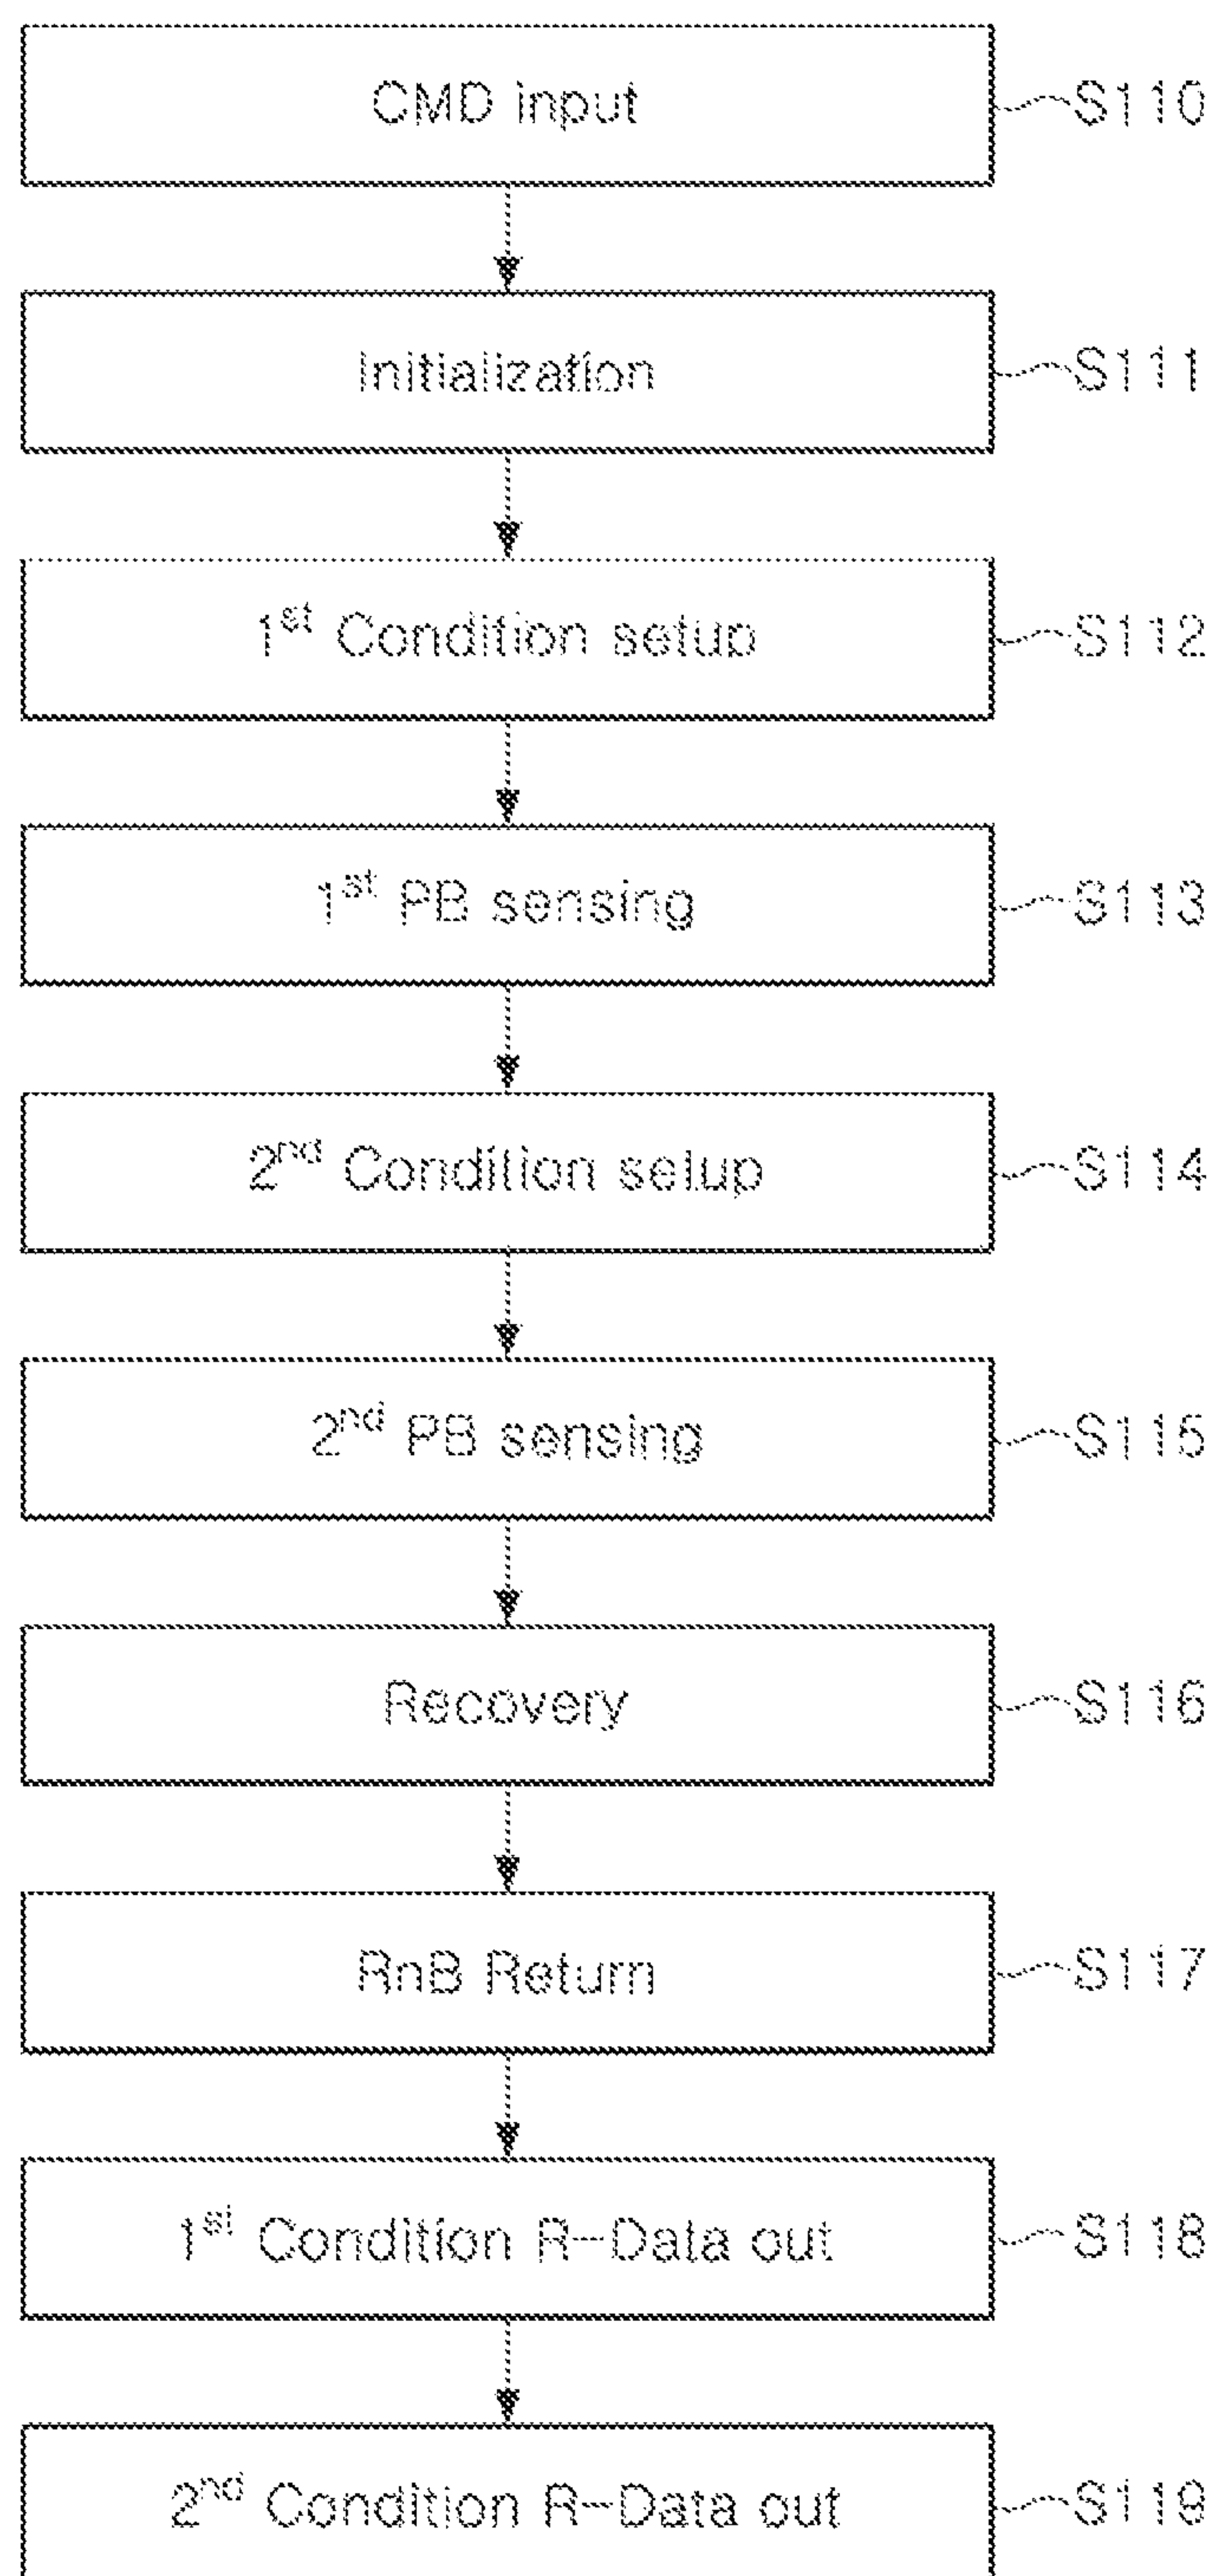 CMD input S110
Initialization S111
1st Condition setup S112
1st PB sensing S113
2nd Condition setup S114
2nd PB sensing S115
Recovery S116
RnB Return S117
1st Condition R-Data out S118
2nd Condition R-Data out S119